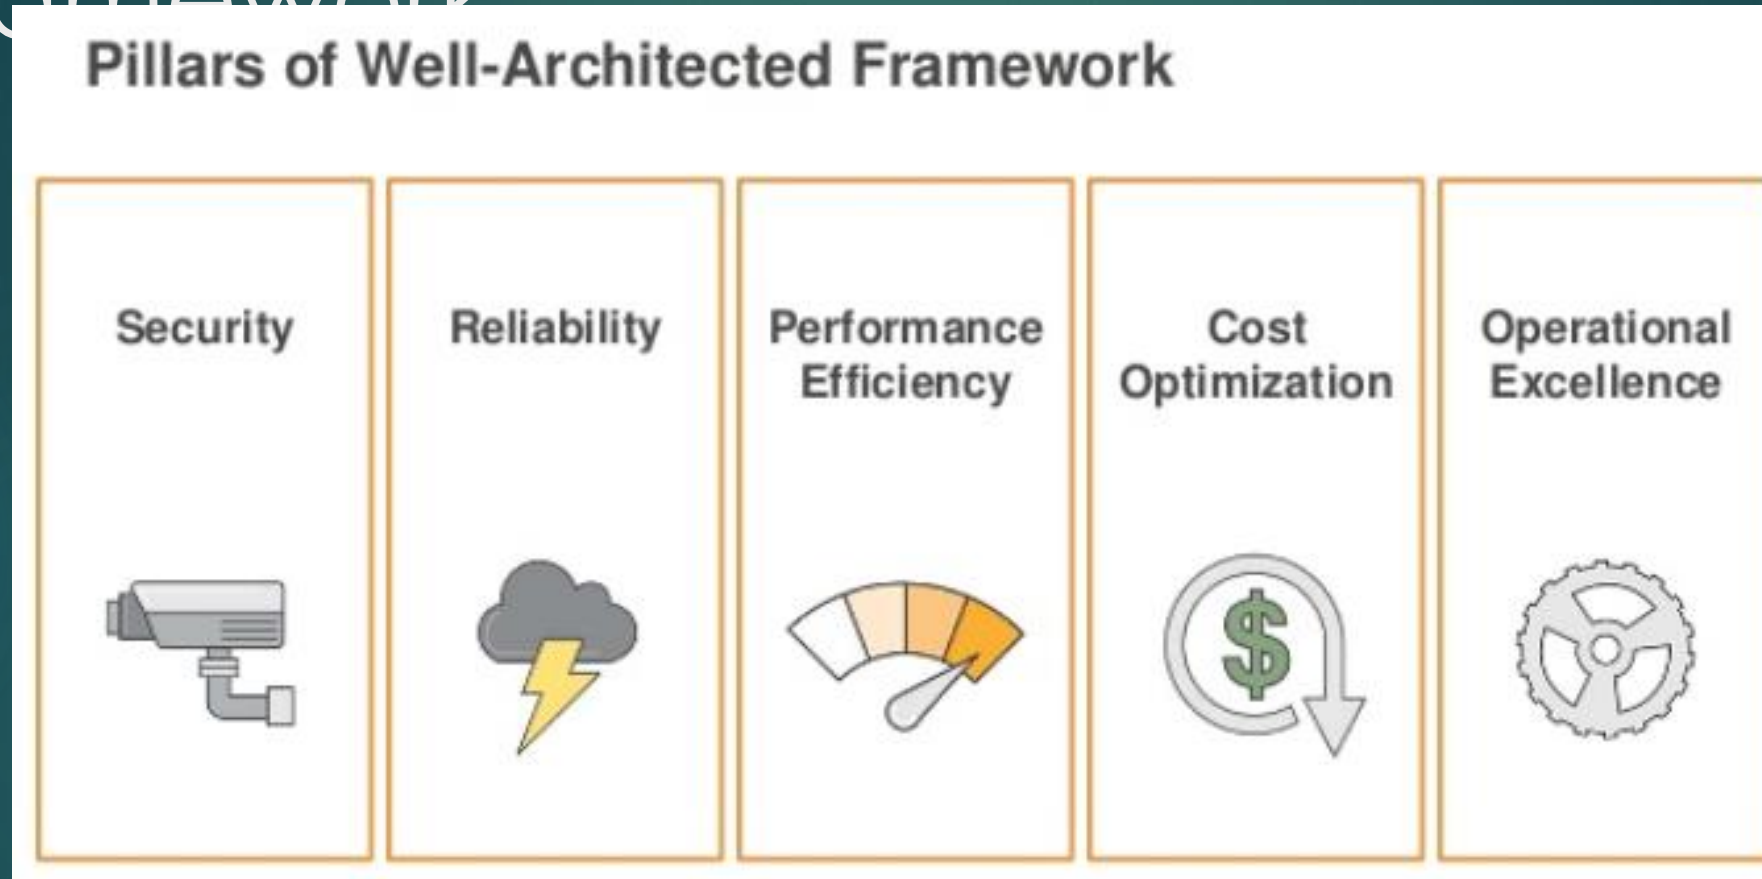 Pillars of Well-Architected Framework
Security
Reliability
Performance
Efficiency
Cost
Optimization
Operational
Excellence
$